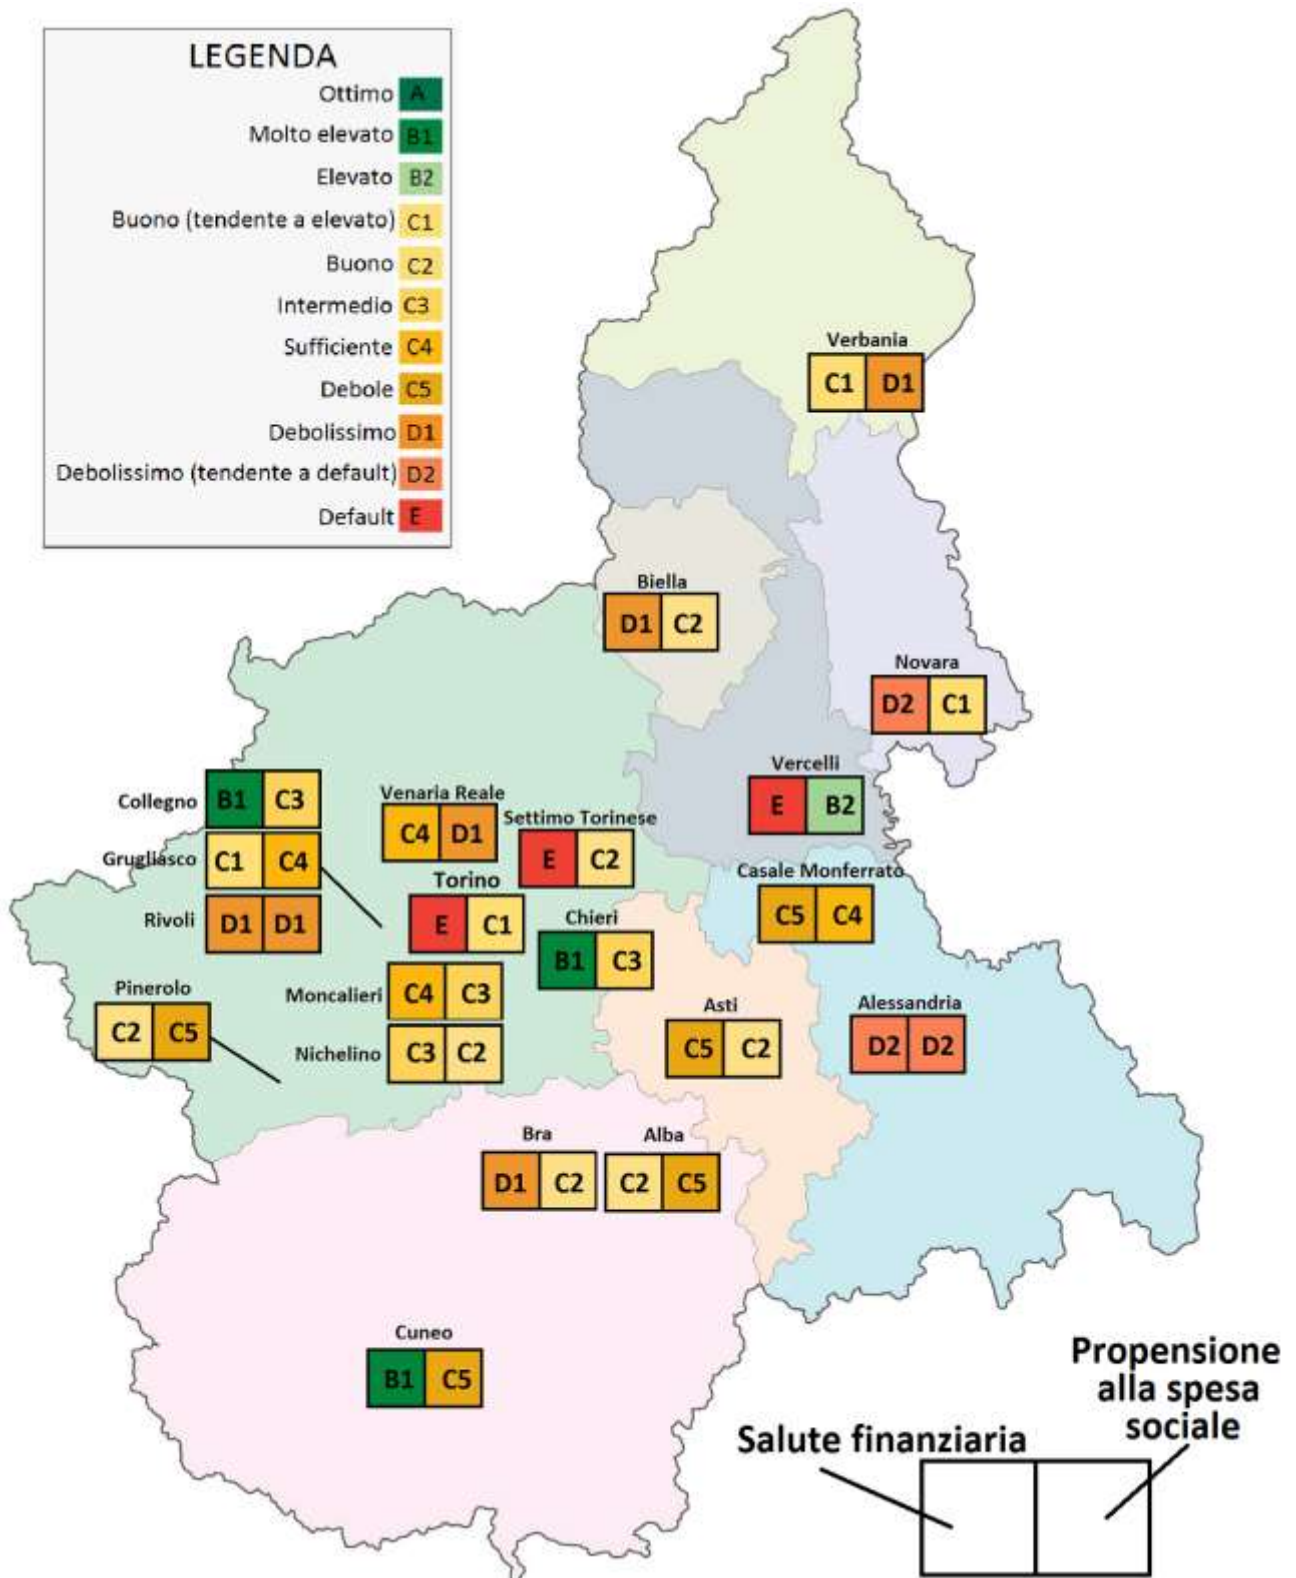 LEGENDA
Ottimo A
Molto elevato B1
Elevato B2
Buono (tendente a elevato) C1
Buono C2
Intermedio C3
Sufficiente C4
Debole C5
Debolissimo D1
Debolissimo (tendente a default) D2
Default E
Verbania
C1 D1
Biella
D1 C2
Novara
D2 C1
Vercelli
E B2
Collegno B1 C3
Grugliasco C1 C4
Rivoli D1 D1
Venaria Reale
C4 D1
Settimo Torinese
E C2
Torino
E C1
Chieri
B1 C3
Casale Monferrato
C5 C4
Pinerolo
C2 C5
Moncalieri C4 C3
Nichelino C3 C2
Asti
C5 C2
Alessandria
D2 D2
Bra
D1 C2
Alba
C2 C5
Cuneo
B1 C5
Salute finanziaria
Propensione
alla spesa
sociale